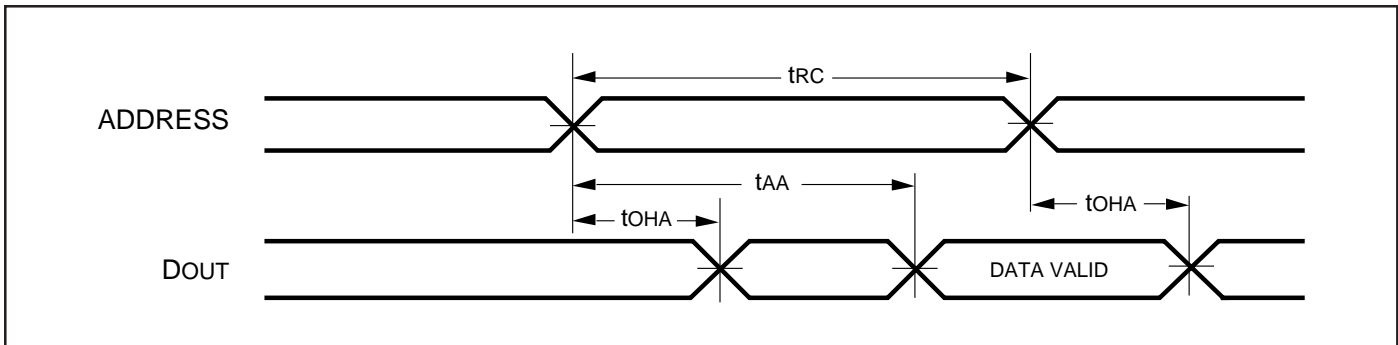 tRC
ADDRESS
tAA
tOHA
tOHA
DOUT
DATA VALID